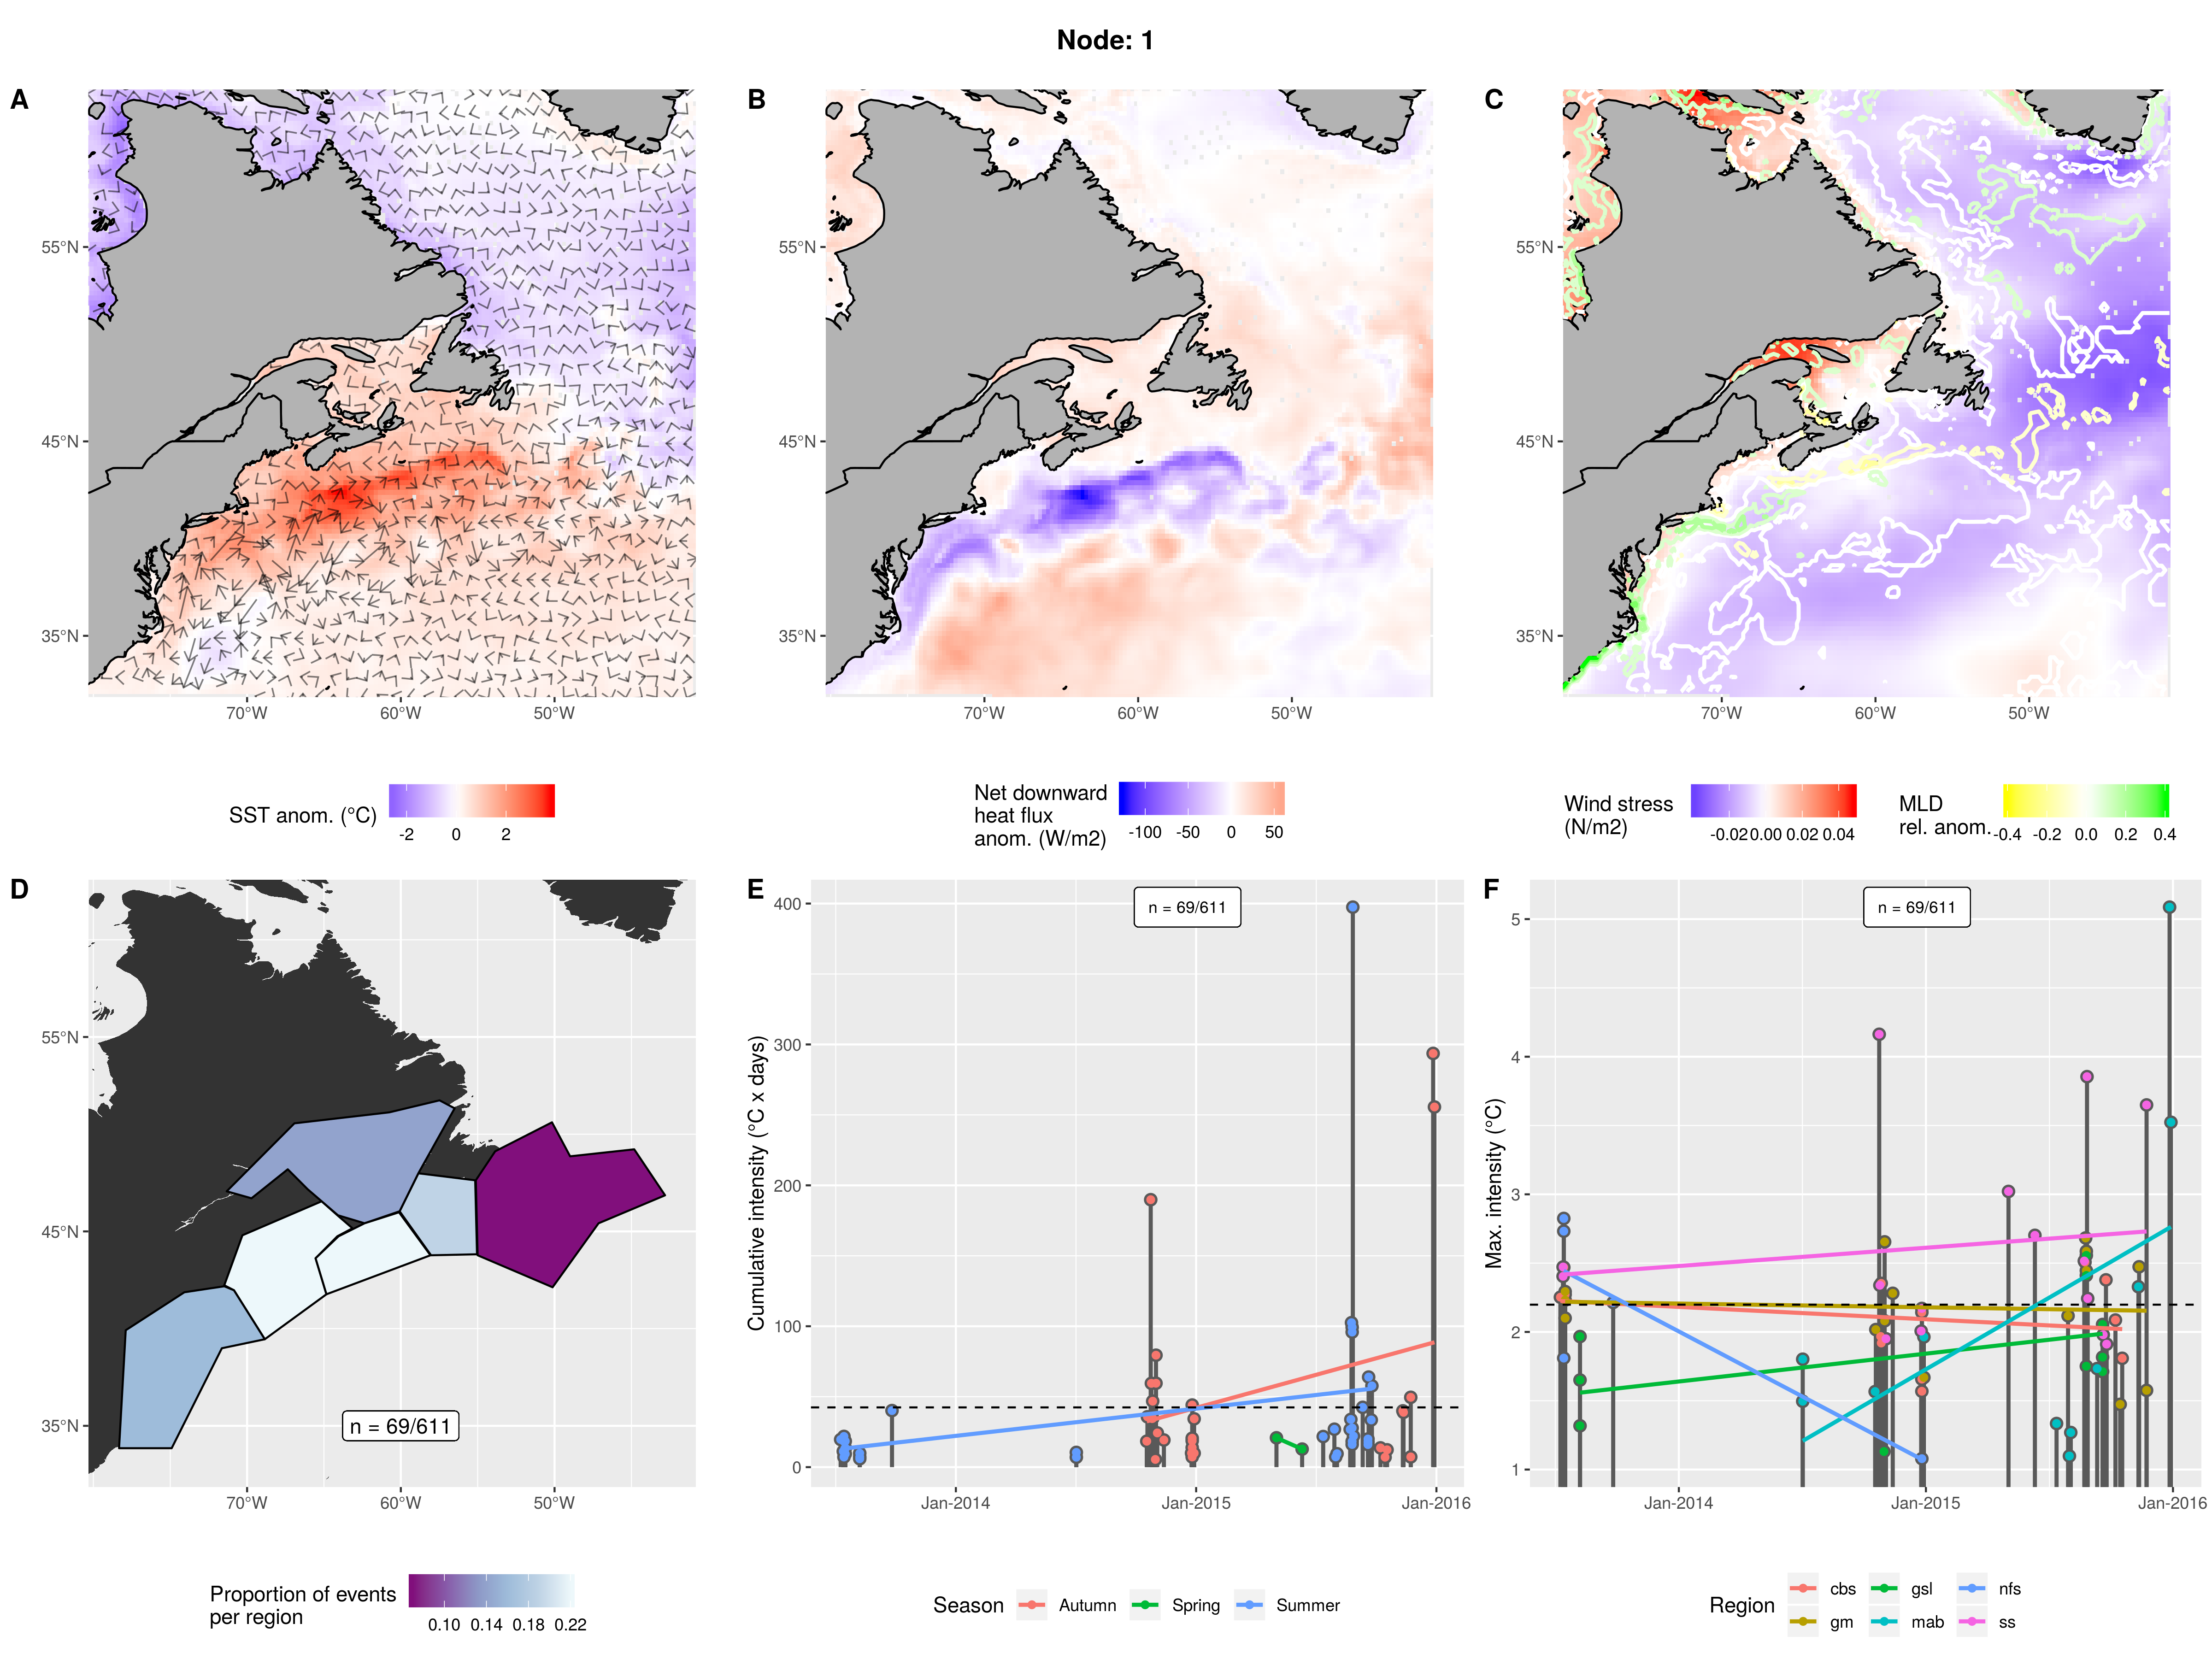 Node: 1
A
55°N
45°N
35°N
70°W
60°W
50°W
SST anom. (°C)
-2
0
2
B
55°N
45°N
35°N
70°W
60°W
50°W
Net downward
heat flux
anom. (W/m2)
-100
-50
0
50
C
55°N
45°N
35°N
70°W
60°W
50°W
Wind stress
(N/m2)
-0.02
0.00
0.02
0.04
MLD
rel. anom.
-0.4
-0.2
0.0
0.2
0.4
D
55°N
45°N
35°N
70°W
60°W
50°W
n = 69/611
Proportion of events
per region
0.10
0.14
0.18
0.22
E
Cumulative intensity (°C x days)
400
300
200
100
0
n = 69/611
Jan-2014
Jan-2015
Jan-2016
Season
Autumn
Spring
Summer
F
Max. intensity (°C)
5
4
3
2
1
n = 69/611
Jan-2014
Jan-2015
Jan-2016
Region
cbs
gsl
nfs
gm
mab
ss